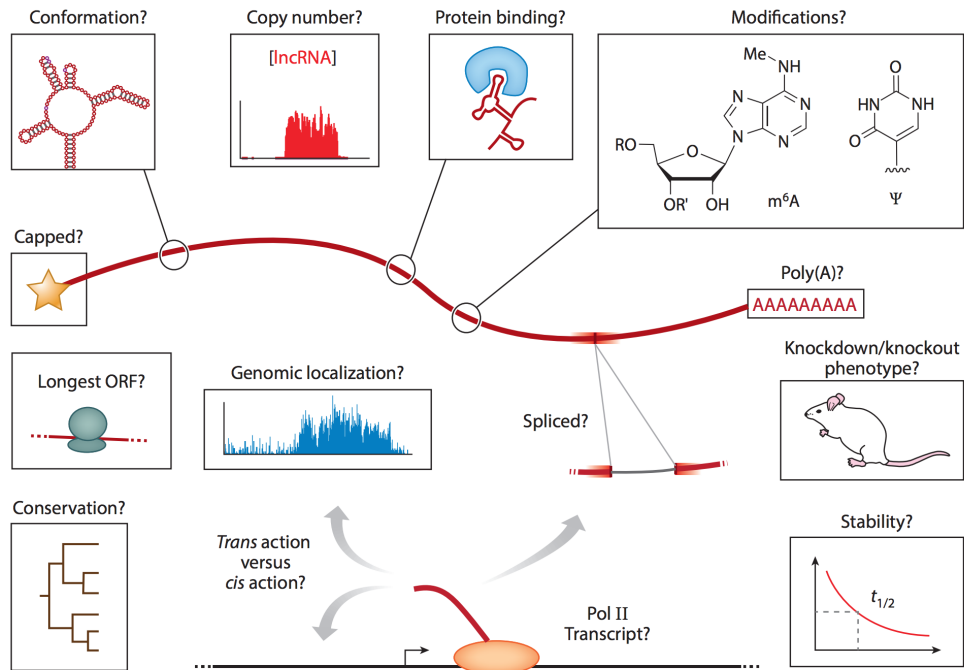 Conformation?
Copy number?
[lncRNA]
Protein binding?
Modifications?
Me
NH
N
N
N
N
RO
O
OR'
OH
m⁶A
O
HN
NH
O
Ψ
Capped?
Poly(A)?
AAAAAAAAA
Longest ORF?
Genomic localization?
Spliced?
Knockdown/knockout
phenotype?
Conservation?
Trans action
versus
cis action?
Pol II
Transcript?
Stability?
t1/2